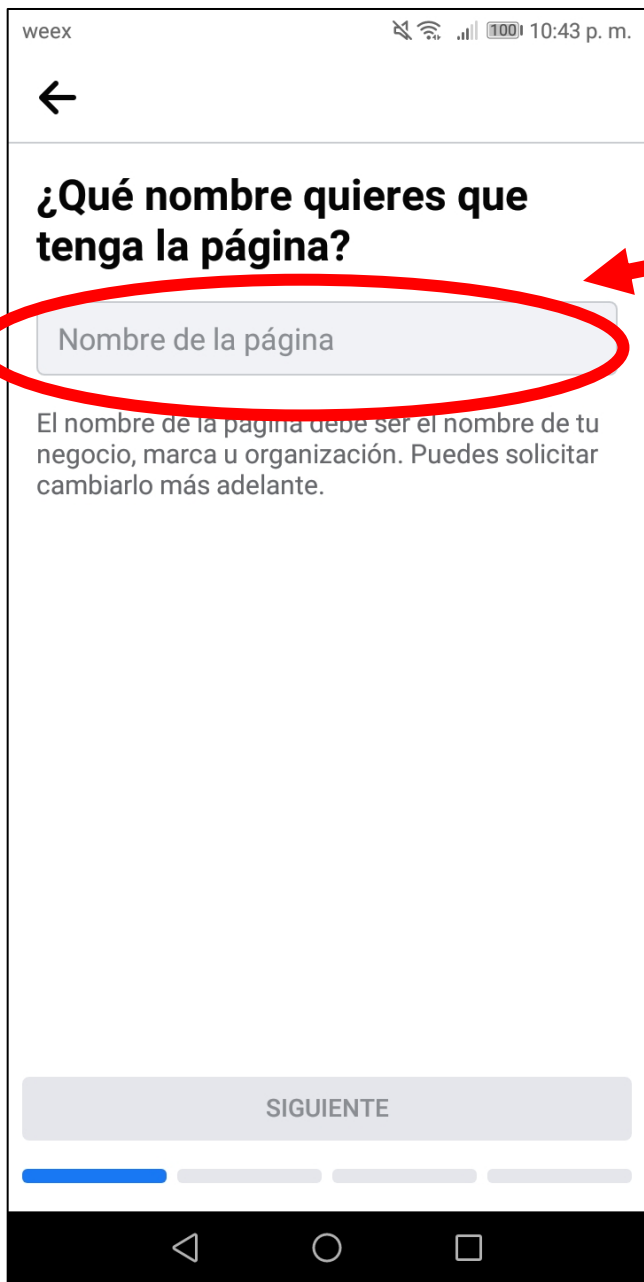 weex 100 10:43 p. m.
¿Qué nombre quieres que
tenga la página?
Nombre de la página
El nombre de la página debe ser el nombre de tu
negocio, marca u organización. Puedes solicitar
cambiarlo más adelante.
SIGUIENTE